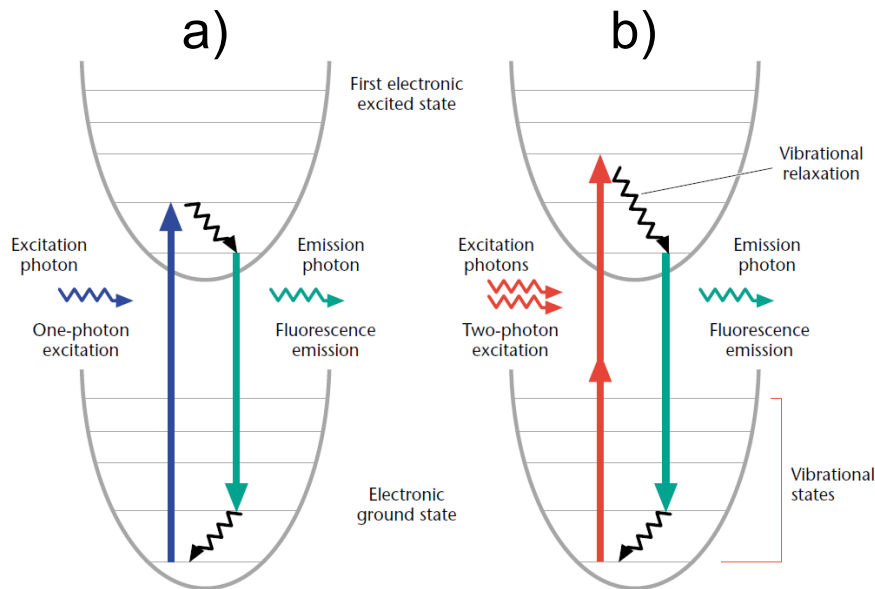 a)
b)
First electronic
excited state
Vibrational
relaxation
Excitation
photon
Emission
photon
Excitation
photons
Emission
photon
One-photon
excitation
Fluorescence
emission
Two-photon
excitation
Fluorescence
emission
Electronic
ground state
Vibrational
states